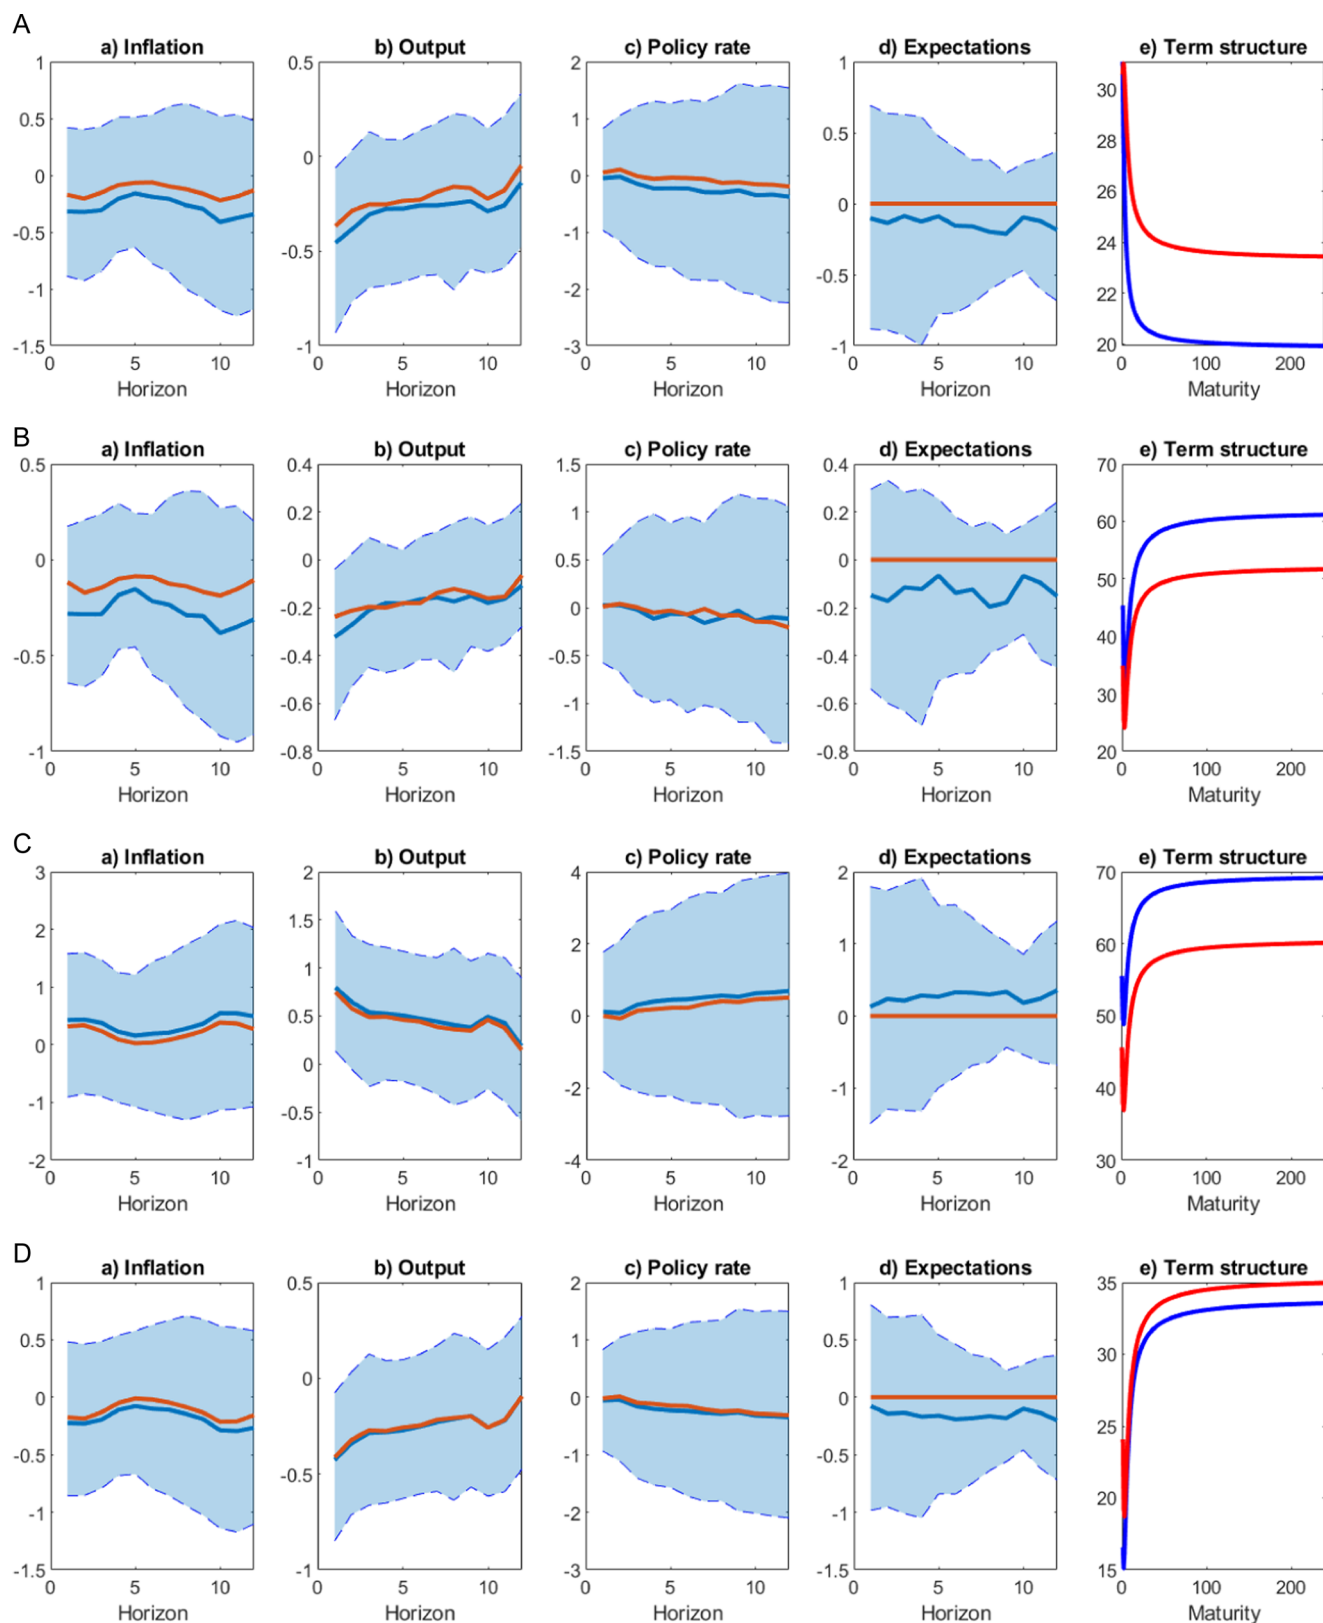 A
a) Inflation b) Output c) Policy rate d) Expectations e) Term structure
1 0.5 0 -0.5 -1 -1.5
0.5 0 -0.5 -1
2 1 0 -1 -2 -3
1 0.5 0 -0.5 -1
30 28 26 24 22 20
0 5 10 0 5 10 0 5 10 0 5 10 0 100 200
Horizon Horizon Horizon Horizon Maturity
B
a) Inflation b) Output c) Policy rate d) Expectations e) Term structure
0.5 0 -0.5 -1
0.4 0.2 0 -0.2 -0.4 -0.6 -0.8
1.5 1 0.5 0 -0.5 -1 -1.5
0.4 0.2 0 -0.2 -0.4 -0.6 -0.8
70 60 50 40 30 20
0 5 10 0 5 10 0 5 10 0 5 10 0 100 200
Horizon Horizon Horizon Horizon Maturity
C
a) Inflation b) Output c) Policy rate d) Expectations e) Term structure
3 2 1 0 -1 -2
2 1.5 1 0.5 0 -0.5 -1
4 2 0 -2 -4
2 1 0 -1 -2
70 60 50 40 30
0 5 10 0 5 10 0 5 10 0 5 10 0 100 200
Horizon Horizon Horizon Horizon Maturity
D
a) Inflation b) Output c) Policy rate d) Expectations e) Term structure
1 0.5 0 -0.5 -1 -1.5
0.5 0 -0.5 -1
2 1 0 -1 -2 -3
1 0.5 0 -0.5 -1 -1.5
35 30 25 20 15
0 5 10 0 5 10 0 5 10 0 5 10 0 100 200
Horizon Horizon Horizon Horizon Maturity